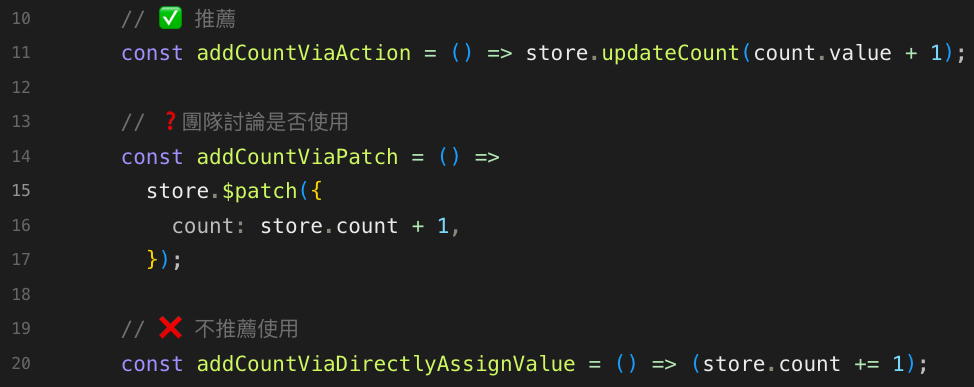 10 // ✅ 推薦
11 const addCountViaAction = () => store.updateCount(count.value + 1);
12
13 // ❓團隊討論是否使用
14 const addCountViaPatch = () =>
15 store.$patch({
16 count: store.count + 1,
17 });
18
19 // ❌ 不推薦使用
20 const addCountViaDirectlyAssignValue = () => (store.count += 1);